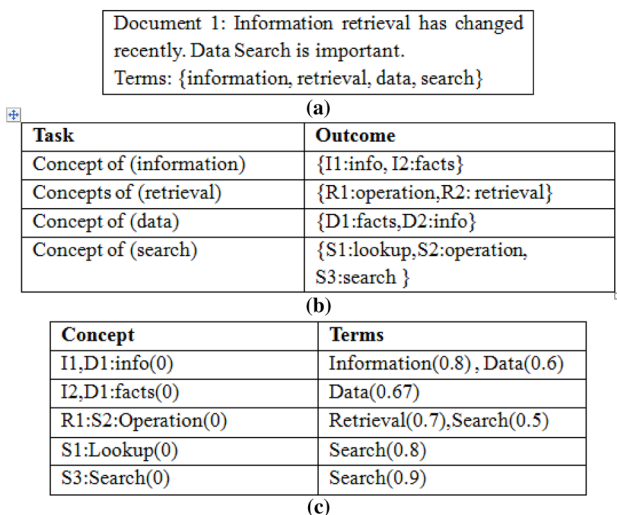 Document 1: Information retrieval has changed
recently. Data Search is important.
Terms: {information, retrieval, data, search}
(a)
Task Outcome
Concept of (information) {I1:info, I2:facts}
Concepts of (retrieval) {R1:operation,R2: retrieval}
Concept of (data) {D1:facts,D2:info}
Concept of (search) {S1:lookup,S2:operation,
S3:search }
(b)
Concept Terms
I1,D1:info(0) Information(0.8) , Data(0.6)
I2,D1:facts(0) Data(0.67)
R1:S2:Operation(0) Retrieval(0.7),Search(0.5)
S1:Lookup(0) Search(0.8)
S3:Search(0) Search(0.9)
(c)